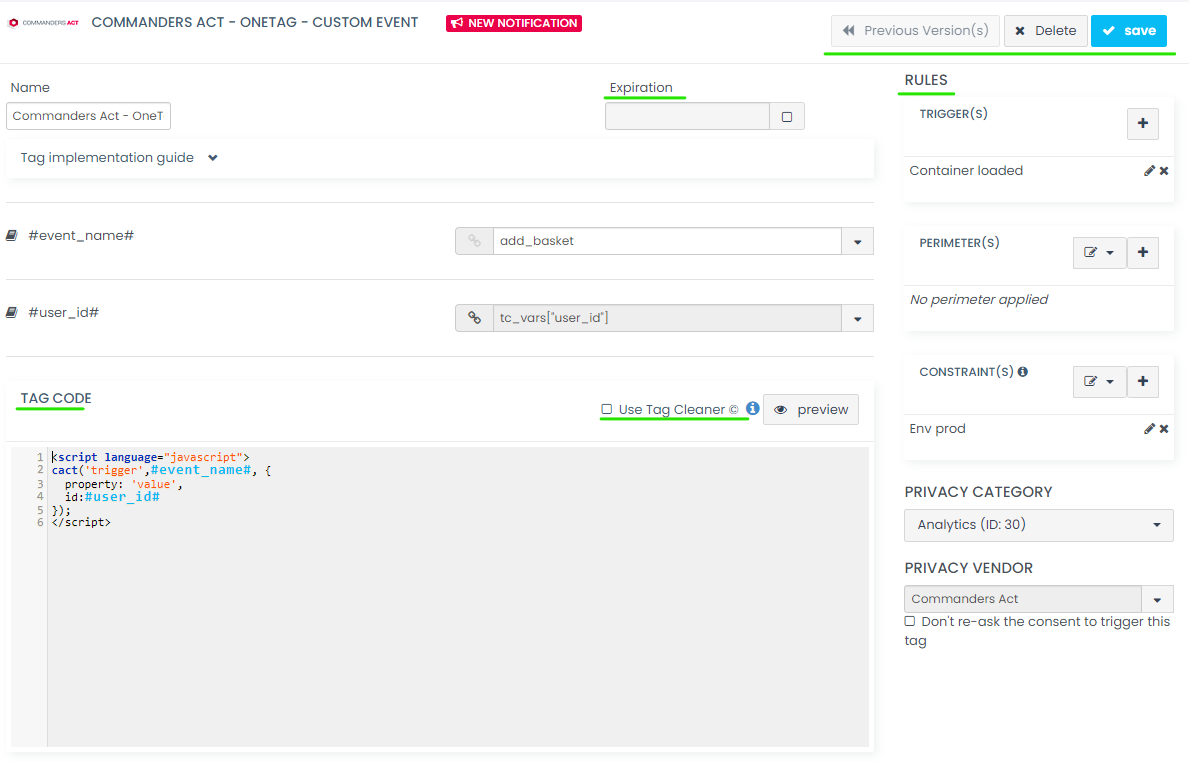 COMMANDERS ACT
COMMANDERS ACT - ONETAG - CUSTOM EVENT
NEW NOTIFICATION
Previous Version(s)
Delete
save
Name
Commanders Act - OneT
Expiration
Tag implementation guide
#event_name#
add_basket
#user_id#
tc_vars["user_id"]
TAG CODE
Use Tag Cleaner ©
preview
1 <script language="javascript">
2 cact('trigger',#event_name#, {
3 property: 'value',
4 id:#user_id#
5 });
6 </script>
RULES
TRIGGER(S)
Container loaded
PERIMETER(S)
No perimeter applied
CONSTRAINT(S)
Env prod
PRIVACY CATEGORY
Analytics (ID: 30)
PRIVACY VENDOR
Commanders Act
Don't re-ask the consent to trigger this
tag